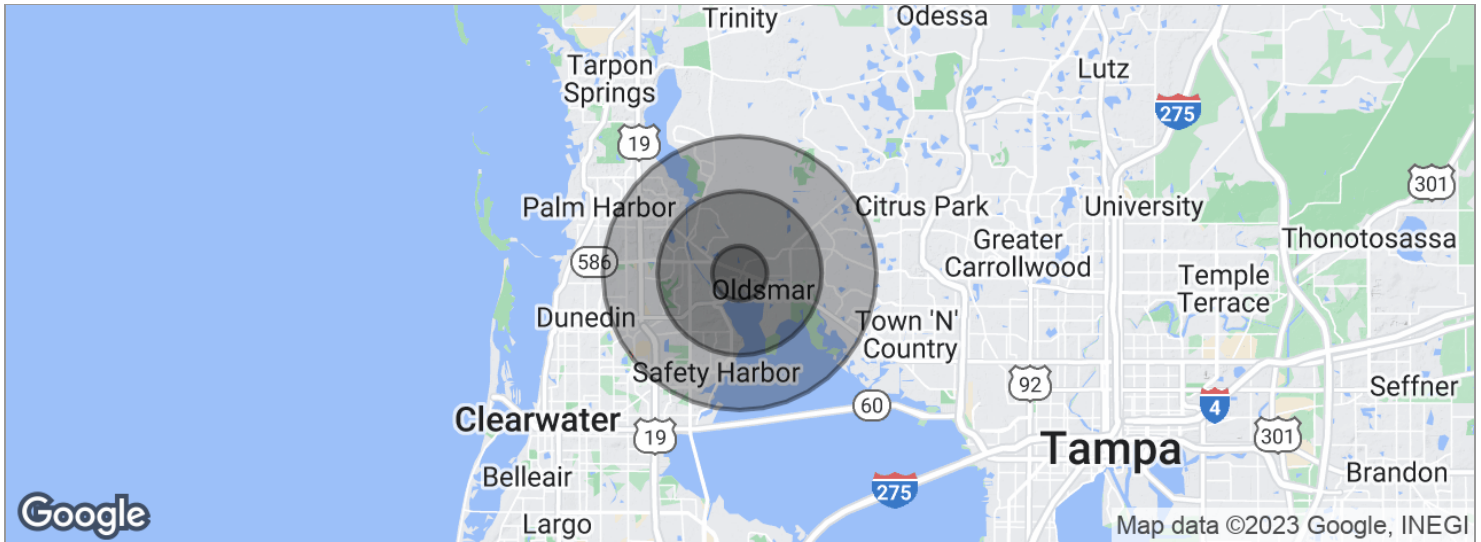 Trinity
Odessa
Tarpon
Springs
Lutz
275
19
301
Palm Harbor
Citrus Park
University
Greater
Carrollwood
Thonotosassa
586
Oldsmar
Temple
Terrace
Dunedin
Town 'N'
Country
Safety Harbor
92
Seffner
60
4
Clearwater
19
301
Tampa
Belleair
275
Brandon
Google
Largo
Map data ©2023 Google, INEGI